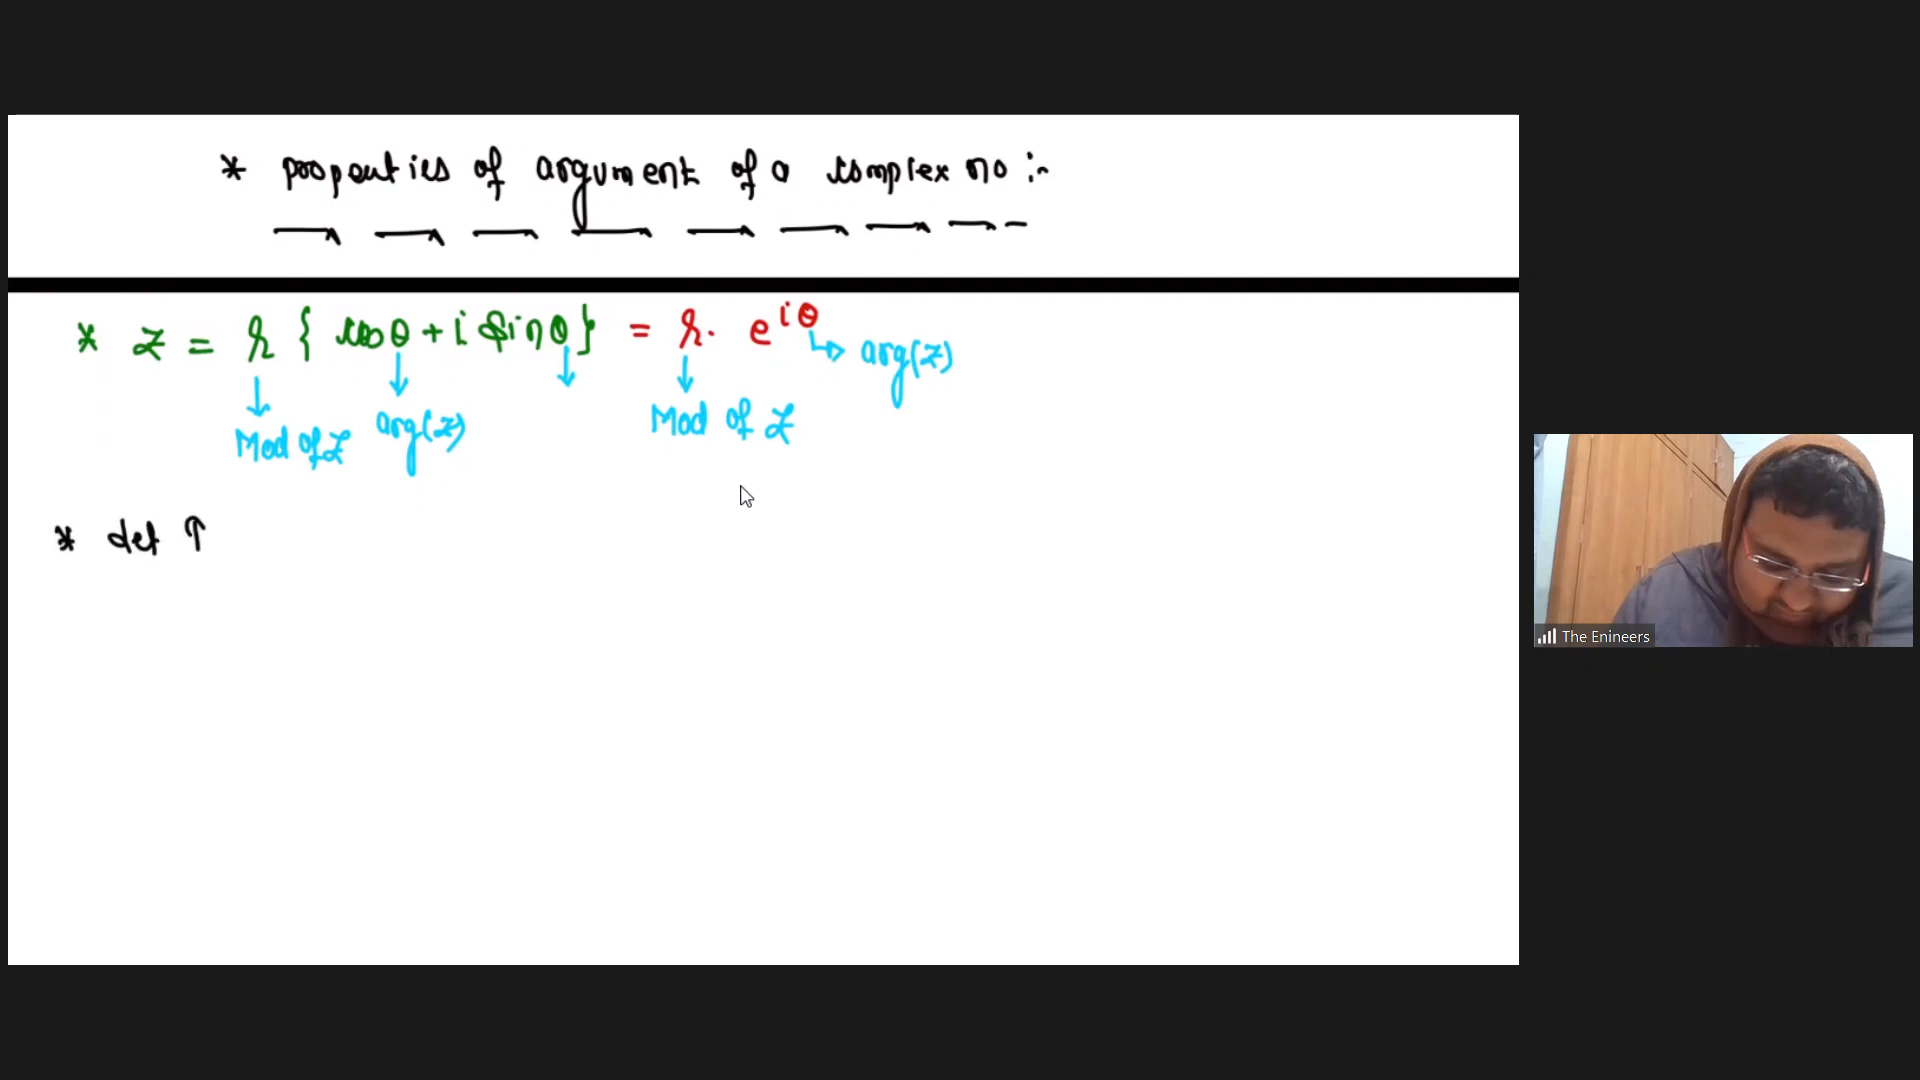 * properties of argument of a complex no :-
* z = r { cosθ + i sinθ } = r. e^{iθ}
arg(z)
Mod of z arg(z) Mod of z
* let
The Enineers